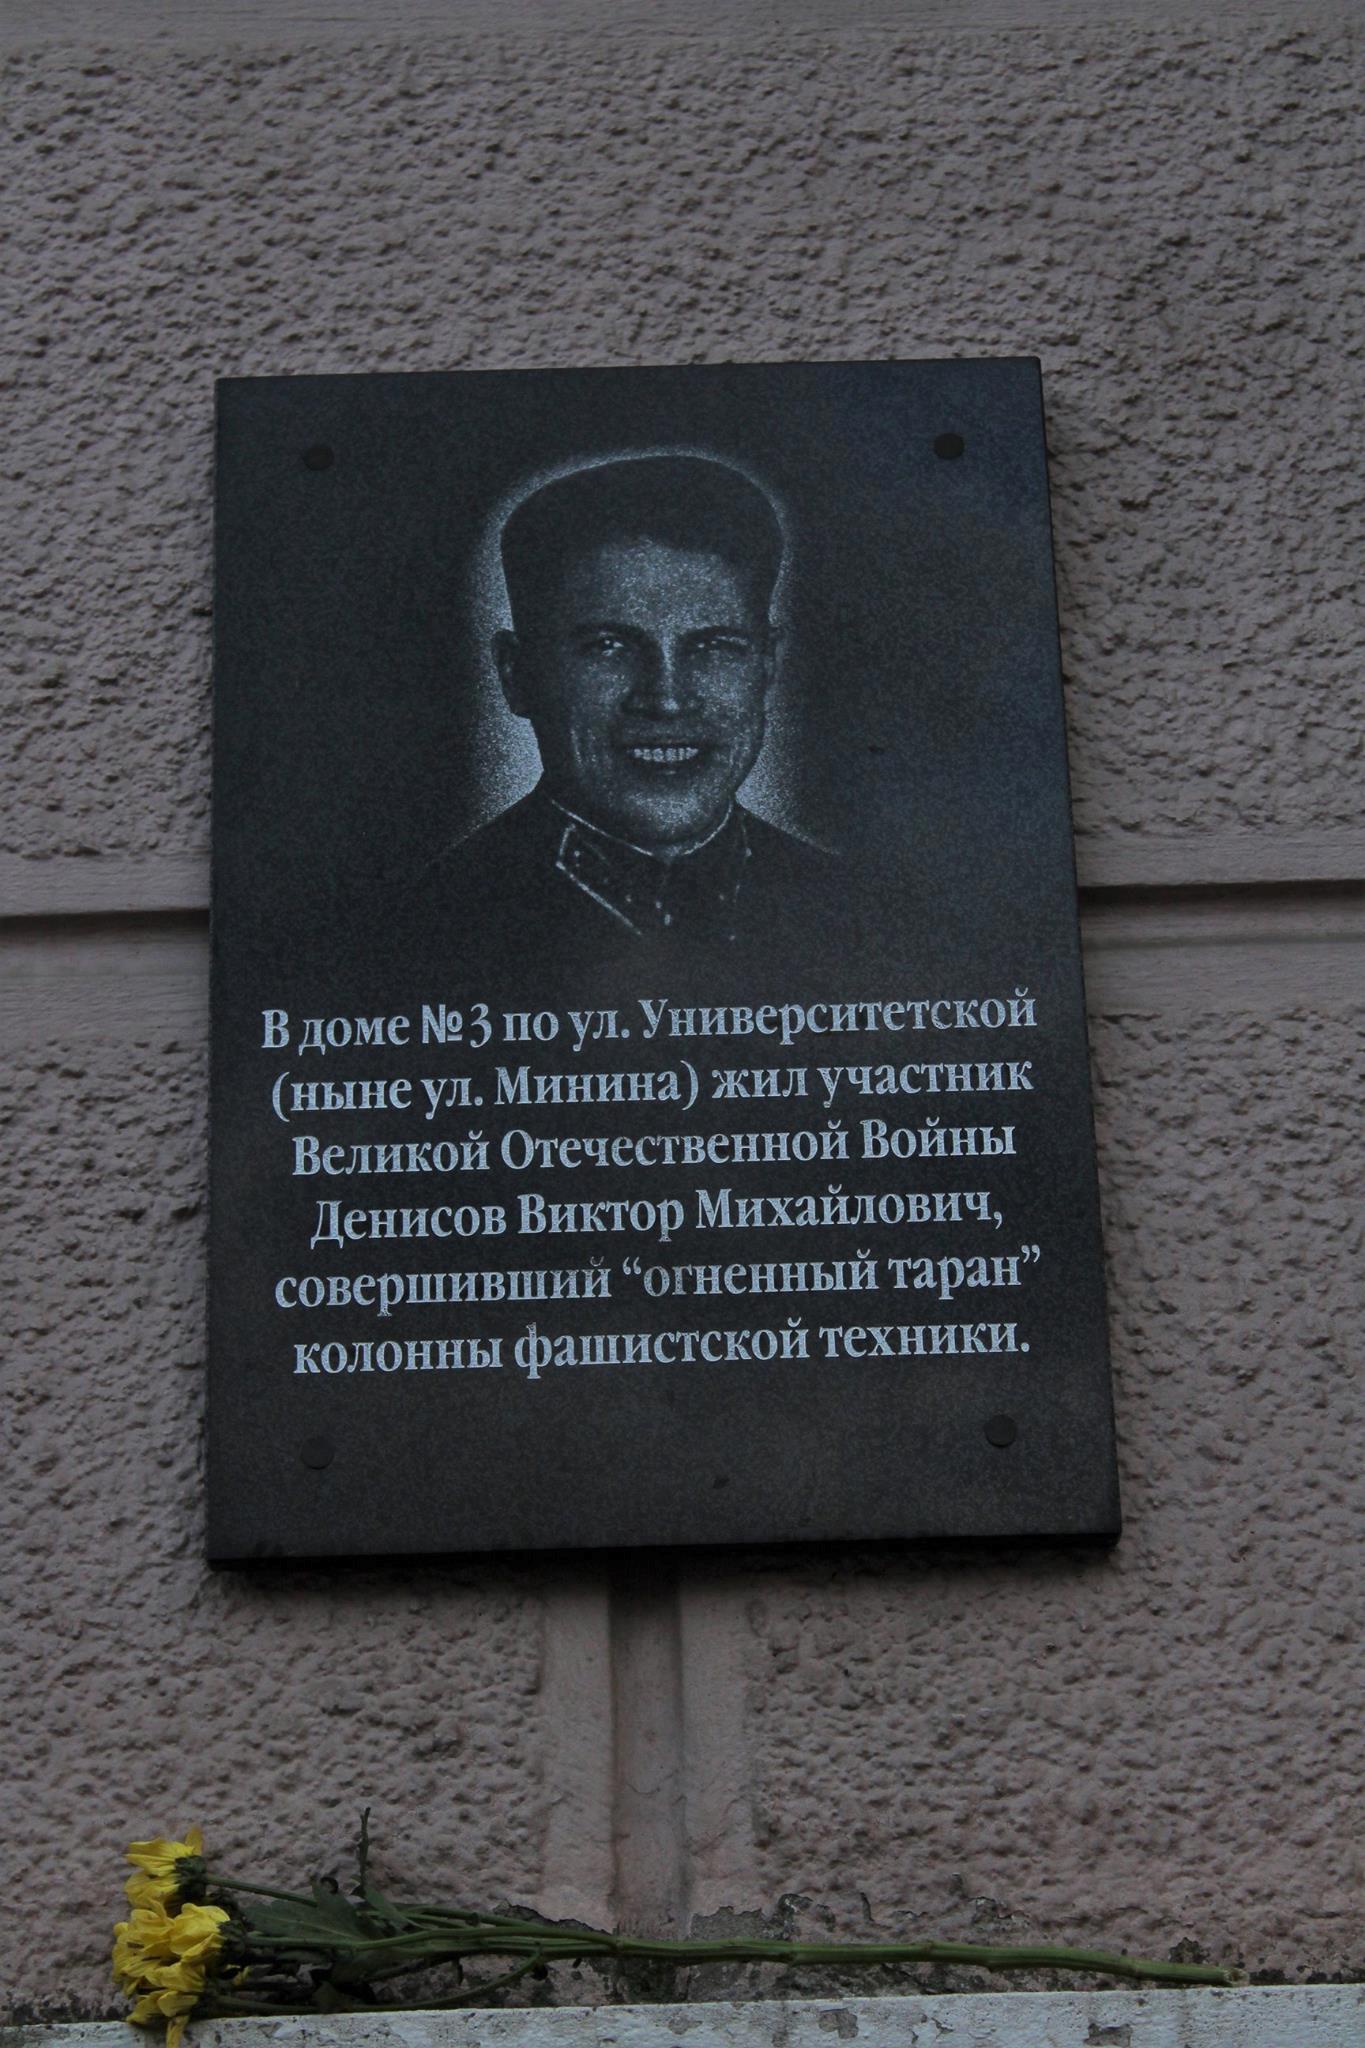 В доме №3 по ул. Университетской
(ныне ул. Минина) жил участник
Великой Отечественной Войны
Денисов Виктор Михайлович,
совершивший “огненный таран”
колонны фашистской техники.